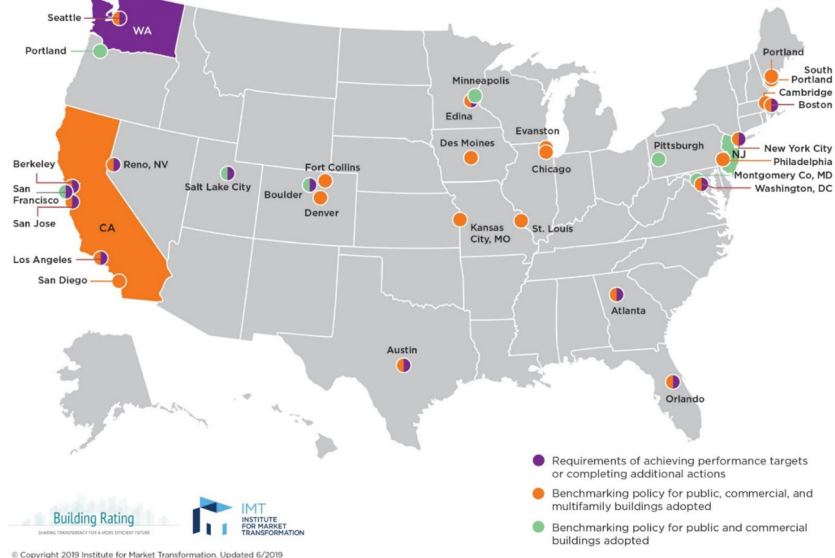 Seattle
WA
Portland
Minneapolis
Edina
Portland
South
Portland
Cambridge
Boston
Berkeley
San
Francisco
San Jose
Reno, NV
Salt Lake City
Boulder
Fort Collins
Denver
Des Moines
Evanston
Chicago
Pittsburgh
NJ
New York City
Philadelphia
Montgomery Co, MD
Washington, DC
CA
Los Angeles
San Diego
Kansas
City, MO
St. Louis
Atlanta
Austin
Orlando
Requirements of achieving performance targets
or completing additional actions
Benchmarking policy for public, commercial, and
multifamily buildings adopted
Benchmarking policy for public and commercial
buildings adopted
Building Rating
SHARING TRANSPARENCY FOR A MORE EFFICIENT FUTURE
IMT
INSTITUTE
FOR MARKET
TRANSFORMATION
© Copyright 2019 Institute for Market Transformation. Updated 6/2019